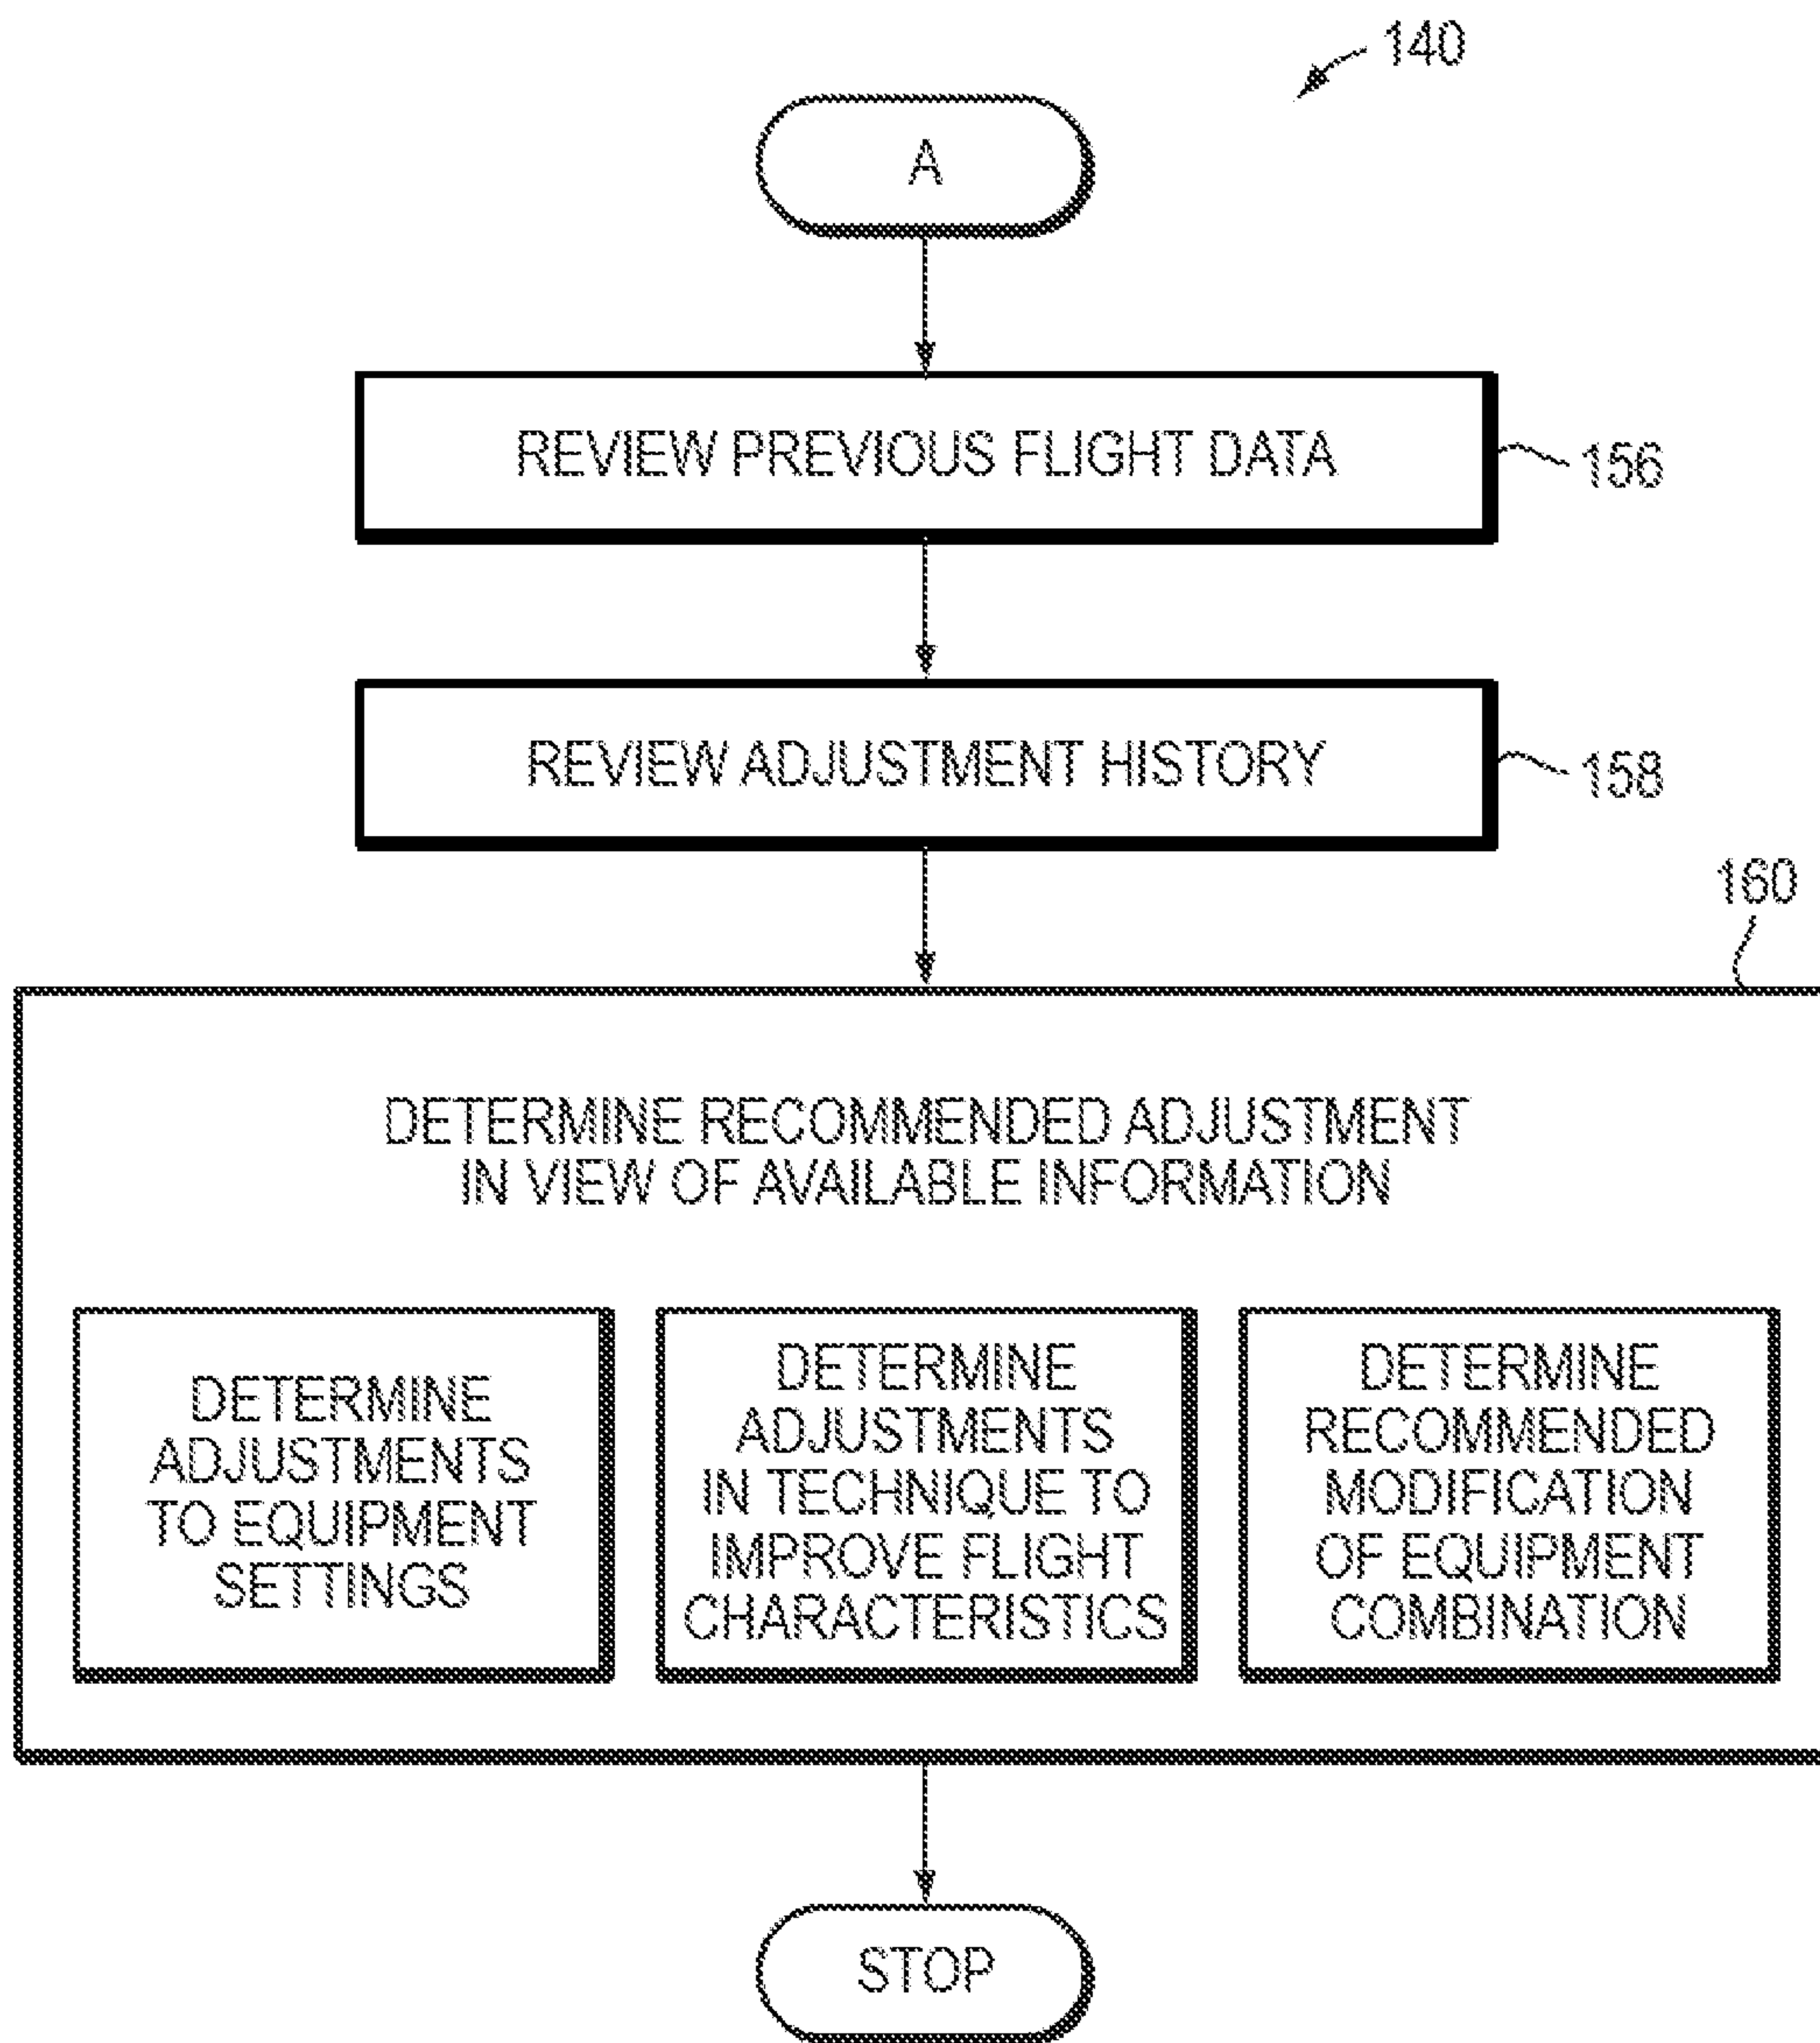 140
A
REVIEW PREVIOUS FLIGHT DATA
156
REVIEW ADJUSTMENT HISTORY
158
160
DETERMINE RECOMMENDED ADJUSTMENT
IN VIEW OF AVAILABLE INFORMATION
DETERMINE
ADJUSTMENTS
TO EQUIPMENT
SETTINGS
DETERMINE
ADJUSTMENTS
IN TECHNIQUE TO
IMPROVE FLIGHT
CHARACTERISTICS
DETERMINE
RECOMMENDED
MODIFICATION
OF EQUIPMENT
COMBINATION
STOP